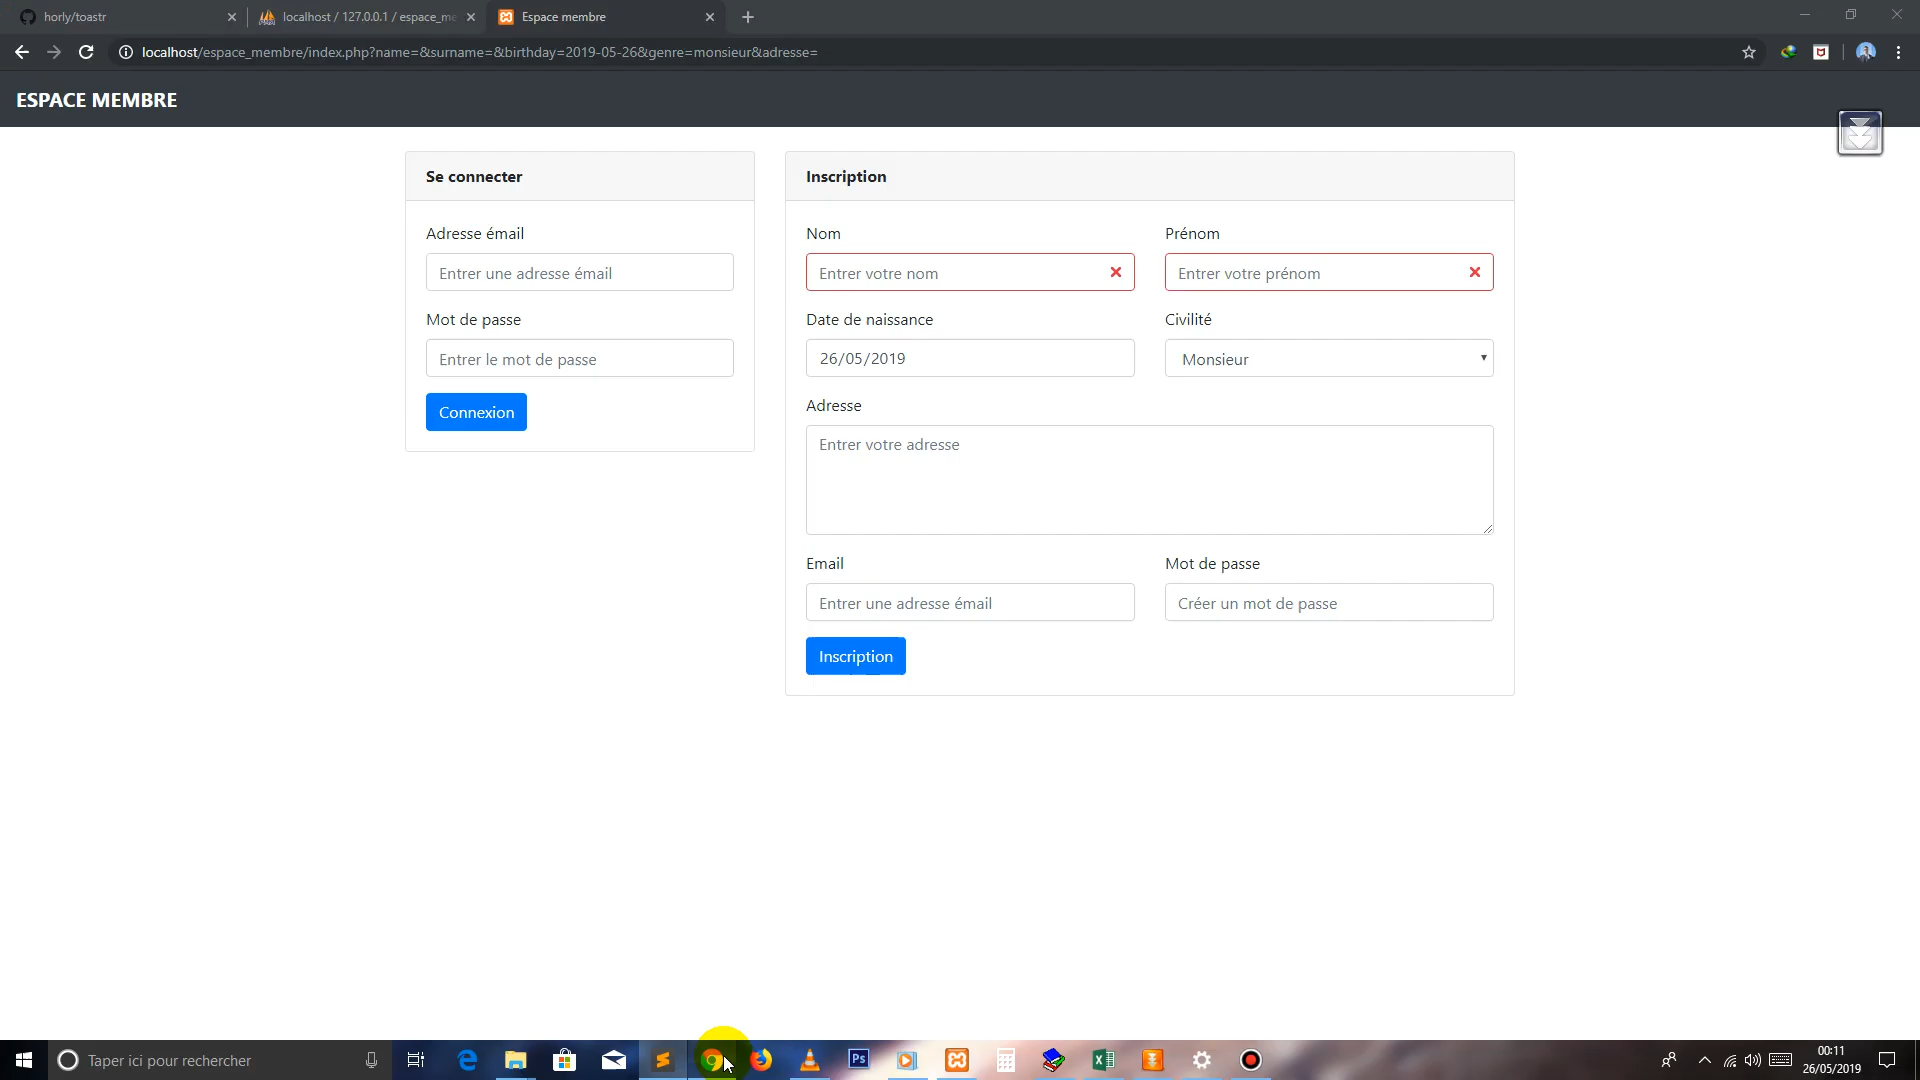 horly/toastr
localhost / 127.0.0.1 / espace_me
Espace membre
localhost/espace_membre/index.php?name=&surname=&birthday=2019-05-26&genre=monsieur&adresse=
ESPACE MEMBRE
Se connecter
Adresse émail
Entrer une adresse émail
Mot de passe
Entrer le mot de passe
Connexion
Inscription
Nom
Prénom
Entrer votre nom
Entrer votre prénom
Date de naissance
Civilité
26/05/2019
Monsieur
Adresse
Entrer votre adresse
Email
Mot de passe
Entrer une adresse émail
Créer un mot de passe
Inscription
Taper ici pour rechercher
Ps
00:11
26/05/2019